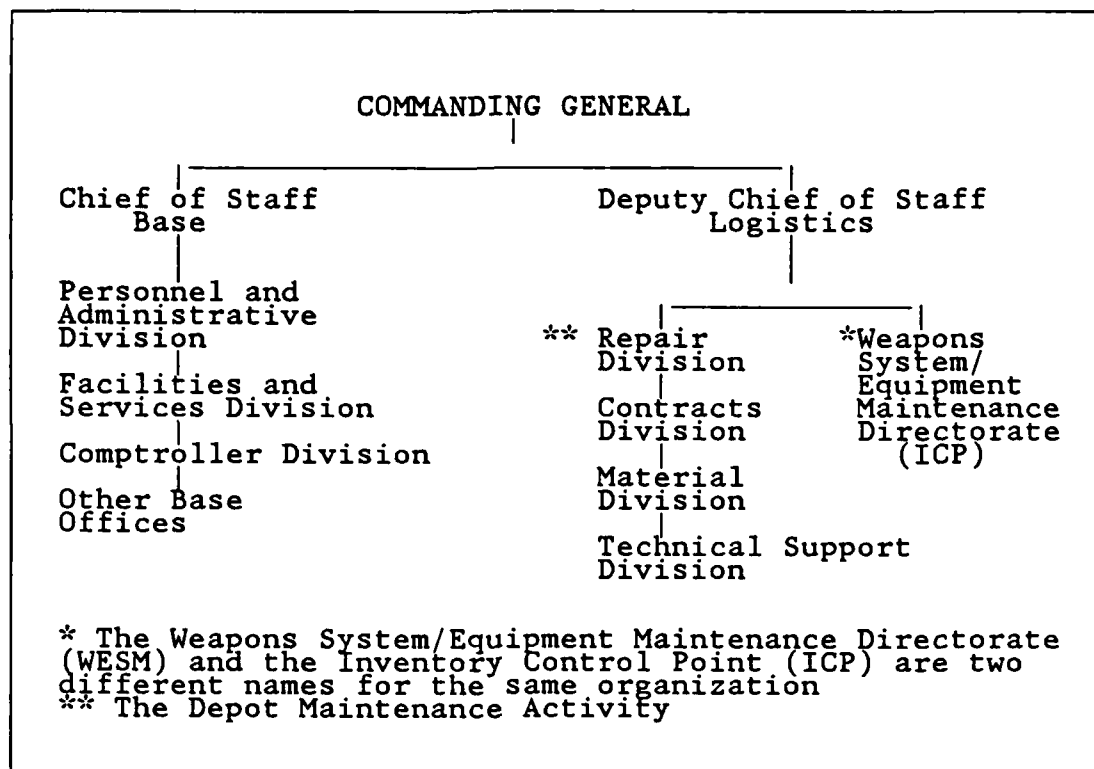 COMMANDING GENERAL
Chief of Staff
Base
Deputy Chief of Staff
Logistics
Personnel and
Administrative
Division
Facilities and
Services Division
Comptroller Division
Other Base
Offices
** Repair
Division
Contracts
Division
Material
Division
Technical Support
Division
*Weapons
System/
Equipment
Maintenance
Directorate
(ICP)
* The Weapons System/Equipment Maintenance Directorate
(WESM) and the Inventory Control Point (ICP) are two
different names for the same organization
** The Depot Maintenance Activity